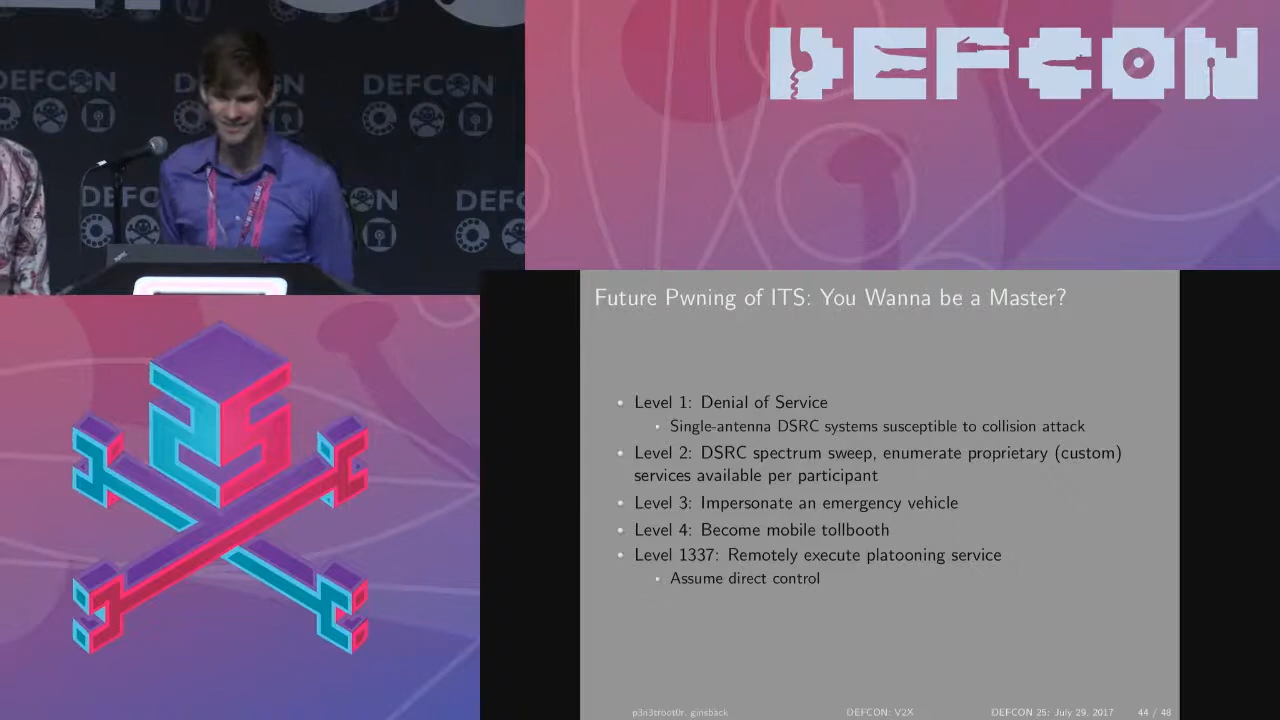 DEFCON
DEFCON
DEFCON
DEFCON
DEFCON
Future Pwning of ITS: You Wanna be a Master?
• Level 1: Denial of Service
• Single-antenna DSRC systems susceptible to collision attack
• Level 2: DSRC spectrum sweep, enumerate proprietary (custom)
services available per participant
• Level 3: Impersonate an emergency vehicle
• Level 4: Become mobile tollbooth
• Level 1337: Remotely execute platooning service
• Assume direct control
p3n3troot0r, ginsback
DEFCON: V2X
DEFCON 25: July 29, 2017
44 / 48